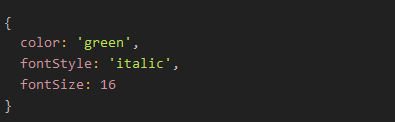 {
  color: 'green',
  fontStyle: 'italic',
  fontSize: 16
}